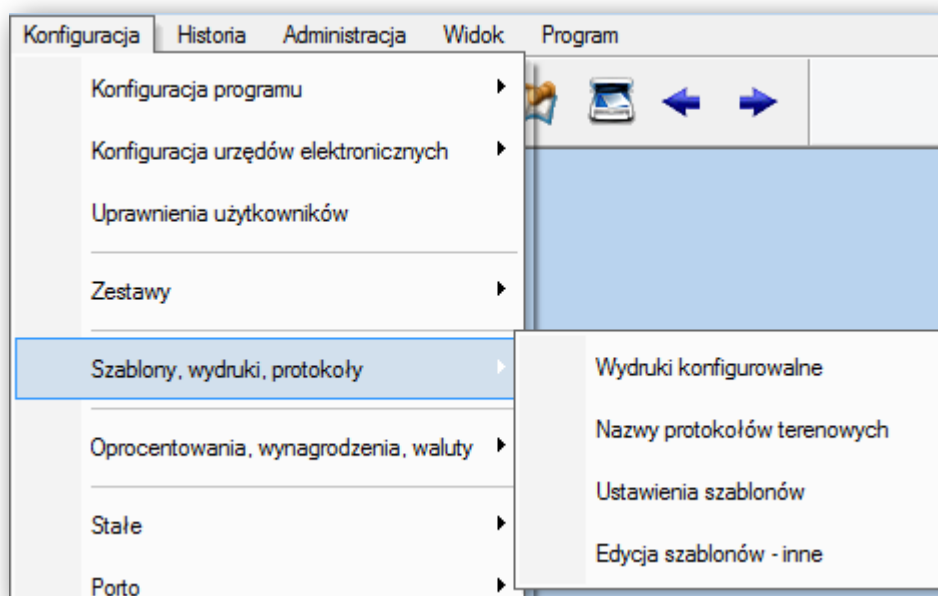 Konfiguracja Historia Administracja Widok Program
Konfiguracja programu
Konfiguracja urzędów elektronicznych
Uprawnienia użytkowników
Zestawy
Szablony, wydruki, protokoły
Wydruki konfigurowalne
Nazwy protokołów terenowych
Oprocentowania, wynagrodzenia, waluty
Ustawienia szablonów
Stałe
Edycja szablonów - inne
Porto